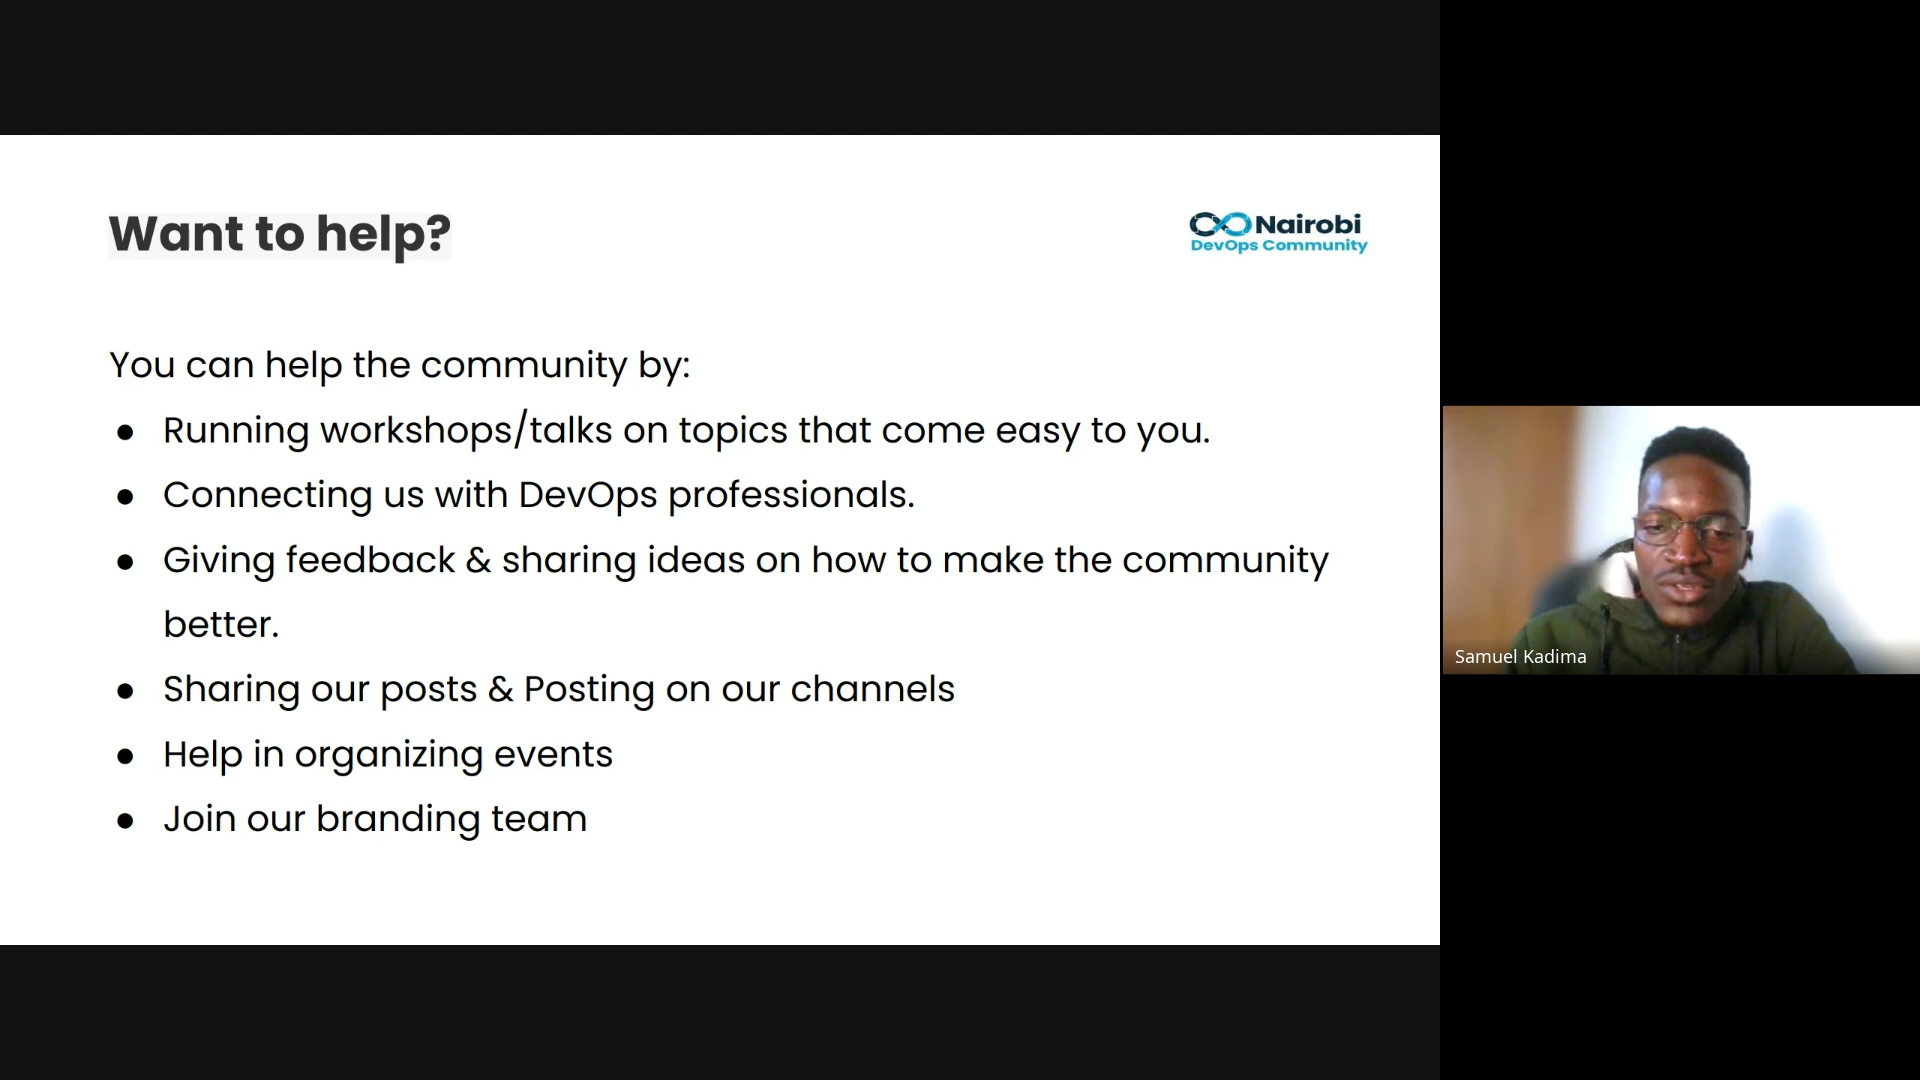 Want to help?
Nairobi
DevOps Community
You can help the community by:
● Running workshops/talks on topics that come easy to you.
● Connecting us with DevOps professionals.
● Giving feedback & sharing ideas on how to make the community
better.
● Sharing our posts & Posting on our channels
● Help in organizing events
● Join our branding team
Samuel Kadima